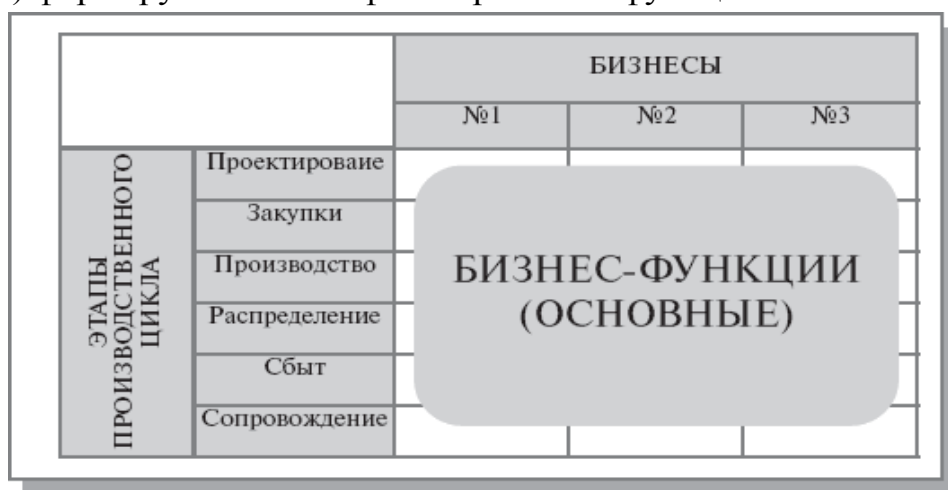 БИЗНЕСЫ
№1 №2 №3
ЭТАПЫ
ПРОИЗВОДСТВЕННОГО
ЦИКЛА
Проектироваие
Закупки
Производство
Распределение
Сбыт
Сопровождение
БИЗНЕС-ФУНКЦИИ
(ОСНОВНЫЕ)